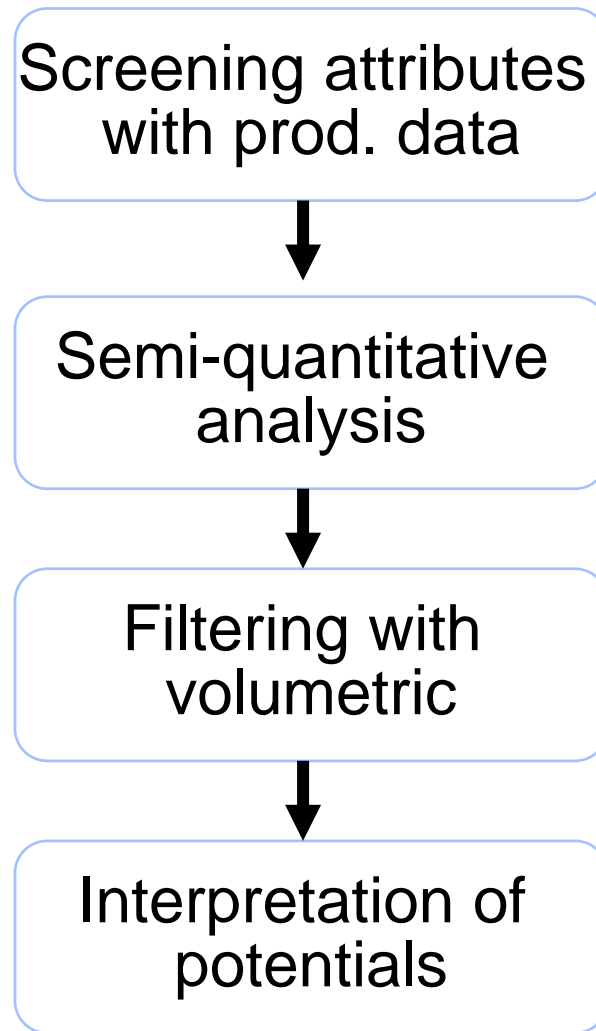 Screening attributes
with prod. data
Semi-quantitative
analysis
Filtering with
volumetric
Interpretation of
potentials